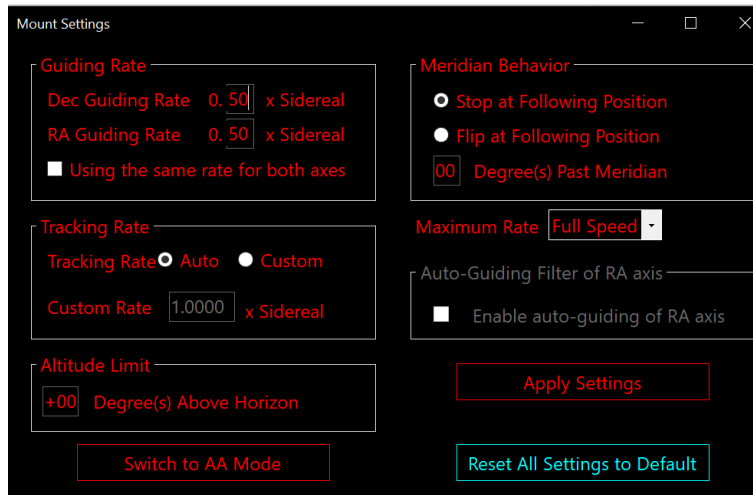 Mount Settings
Guiding Rate
Dec Guiding Rate 0. 50 x Sidereal
RA Guiding Rate 0. 50 x Sidereal
Using the same rate for both axes
Tracking Rate
Tracking Rate Auto Custom
Custom Rate 1.0000 x Sidereal
Altitude Limit
+00 Degree(s) Above Horizon
Switch to AA Mode
Meridian Behavior
Stop at Following Position
Flip at Following Position
00 Degree(s) Past Meridian
Maximum Rate Full Speed
Auto-Guiding Filter of RA axis
Enable auto-guiding of RA axis
Apply Settings
Reset All Settings to Default